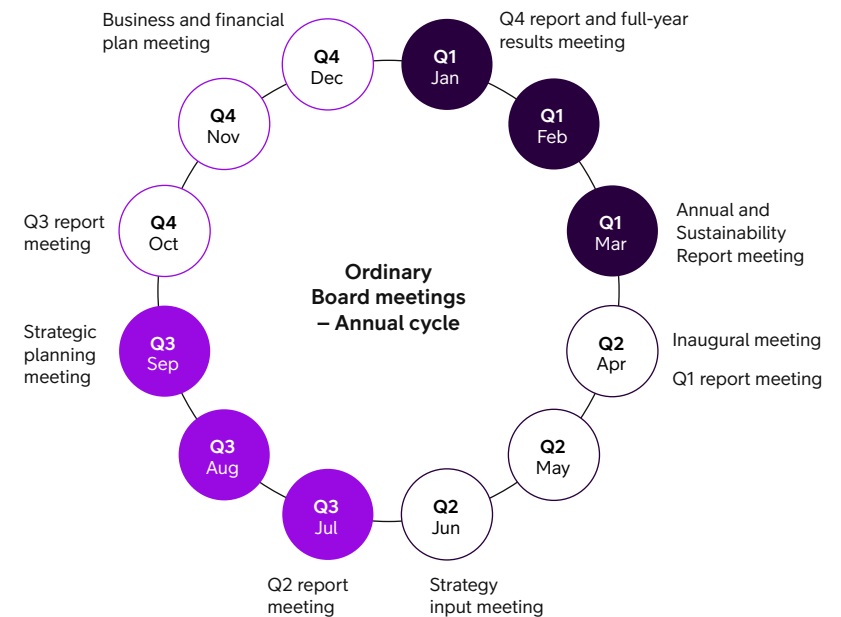 Business and financial
plan meeting
Q4
Dec
Q1
Jan
Q4 report and full-year
results meeting
Q4
Nov
Q1
Feb
Q3 report
meeting
Q4
Oct
Q1
Mar
Annual and
Sustainability
Report meeting
Ordinary
Board meetings
– Annual cycle
Strategic
planning
meeting
Q3
Sep
Q2
Apr
Inaugural meeting
Q1 report meeting
Q3
Aug
Q2
May
Q3
Jul
Q2
Jun
Q2 report
meeting
Strategy
input meeting